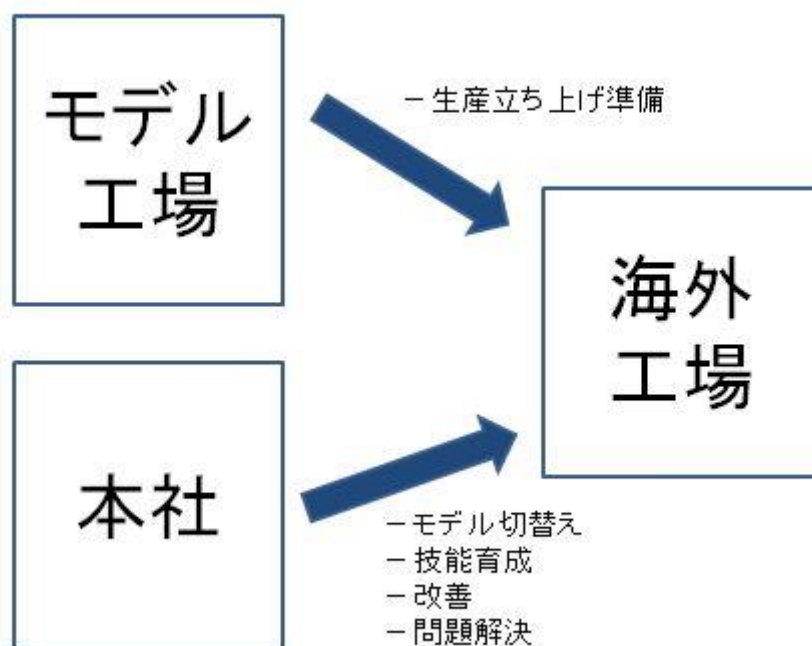 モデル
工場
－生産立ち上げ準備
海外
工場
本社
－モデル切替え
－技能育成
－改善
－問題解決